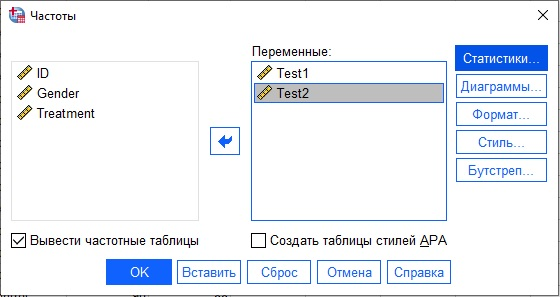 Частоты
Переменные:
ID
Gender
Treatment
Test1
Test2
Статистики...
Диаграммы...
Формат...
Стиль...
Бутстреп...
Вывести частотные таблицы
Создать таблицы стилей APA
OK
Вставить
Сброс
Отмена
Справка